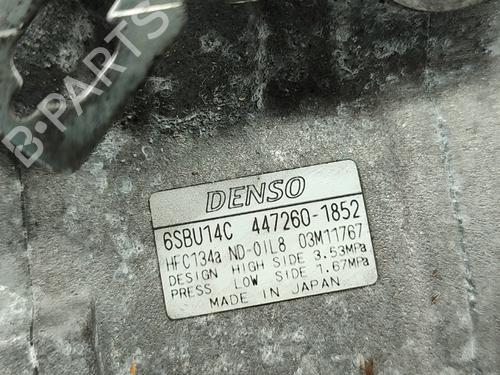 B-PARTS
DENSO
6SBU14C 447260-1852
HFC134a ND-OIL8 03M11767
DESIGN HIGH SIDE 3.53MPa
PRESS LOW SIDE 1.67MPa
MADE IN JAPAN